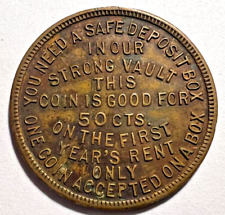 YOU NEED A SAFE DEPOSIT BOX
IN OUR
STRONG VAULT
THIS
COIN IS GOOD FOR
50 CTS.
ON THE FIRST
YEAR'S RENT
ONLY
ONE COIN ACCEPTED ON A BOX